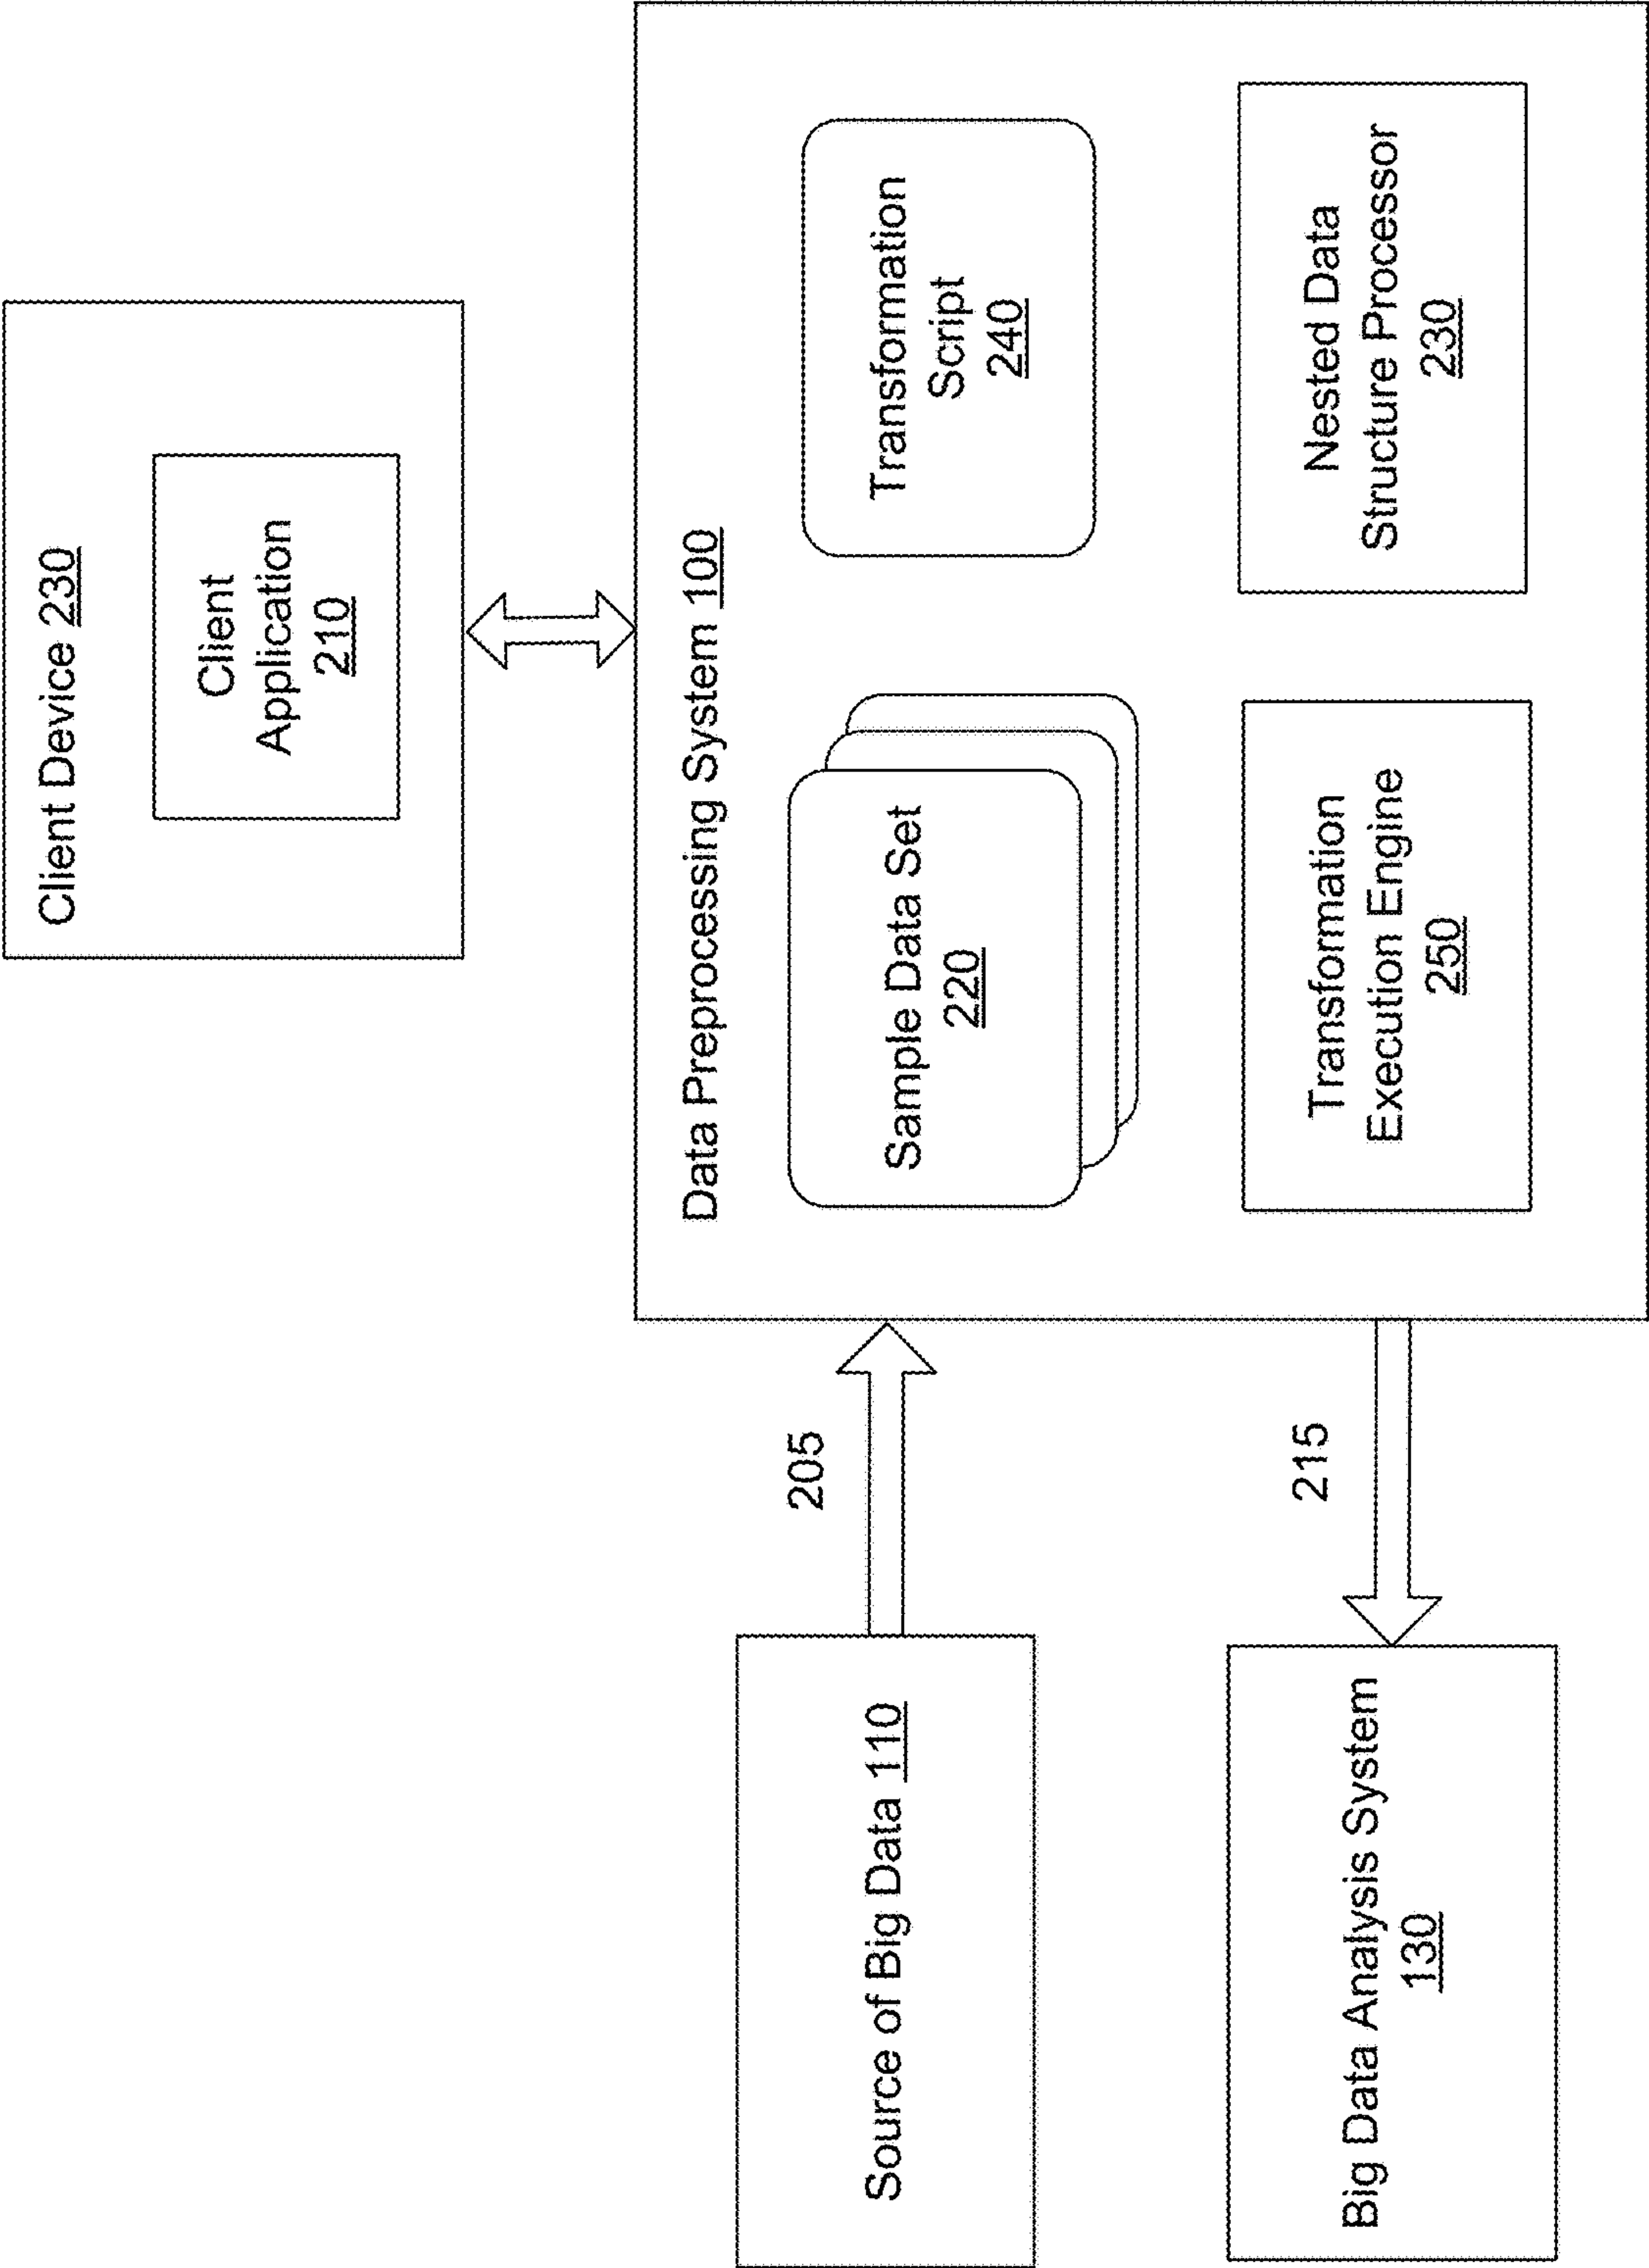 Client Device 230
Client
Application
210
Data Preprocessing System 100
Sample Data Set
220
Transformation
Script
240
Transformation
Execution Engine
250
Nested Data
Structure Processor
230
205
Source of Big Data 110
215
Big Data Analysis System
130